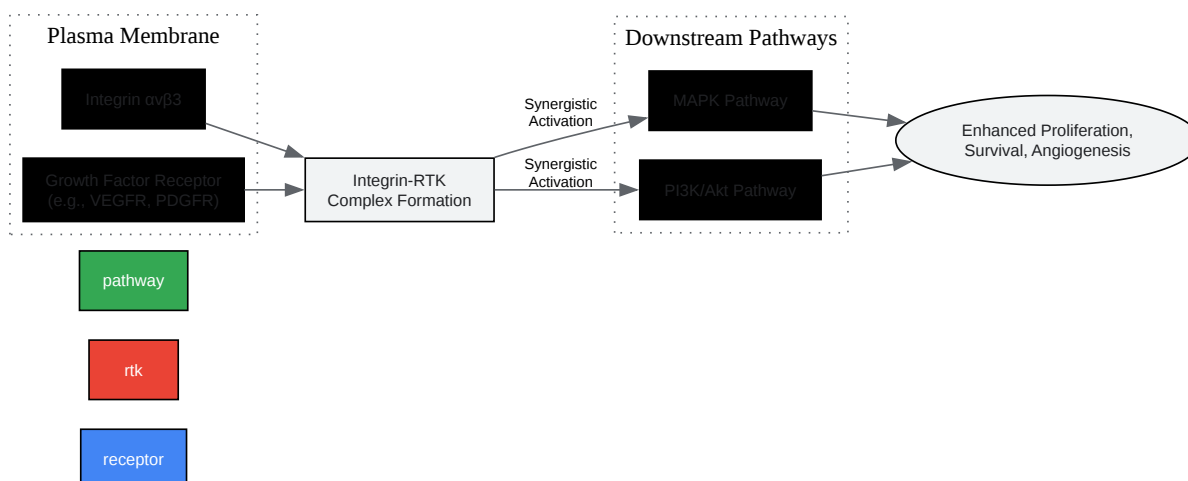 Plasma Membrane
Integrin αvβ3
Growth Factor Receptor
(e.g., VEGFR, PDGFR)
Integrin-RTK
Complex Formation
Synergistic
Activation
Synergistic
Activation
Downstream Pathways
MAPK Pathway
PI3K/Akt Pathway
Enhanced Proliferation,
Survival, Angiogenesis
pathway
rtk
receptor